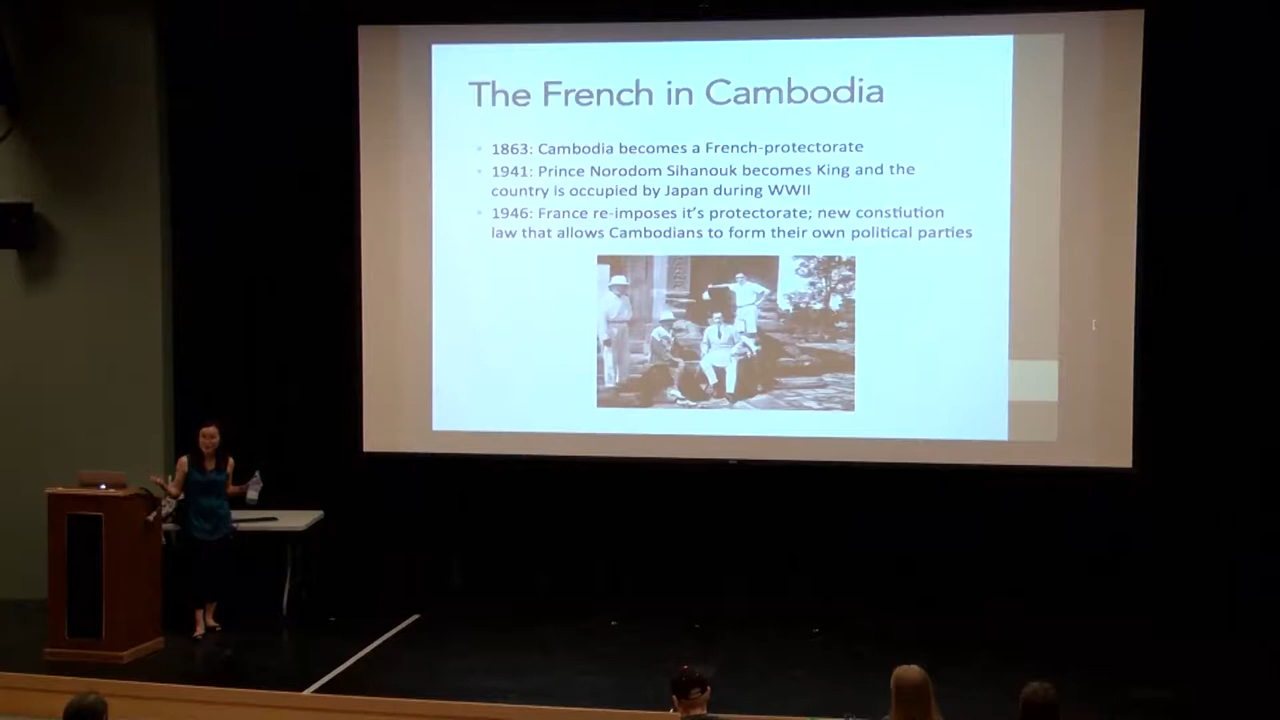 The French in Cambodia
1863: Cambodia becomes a French-protectorate
1941: Prince Norodom Sihanouk becomes King and the
country is occupied by Japan during WWII
1946: France re-imposes it's protectorate; new constiution
law that allows Cambodians to form their own political parties